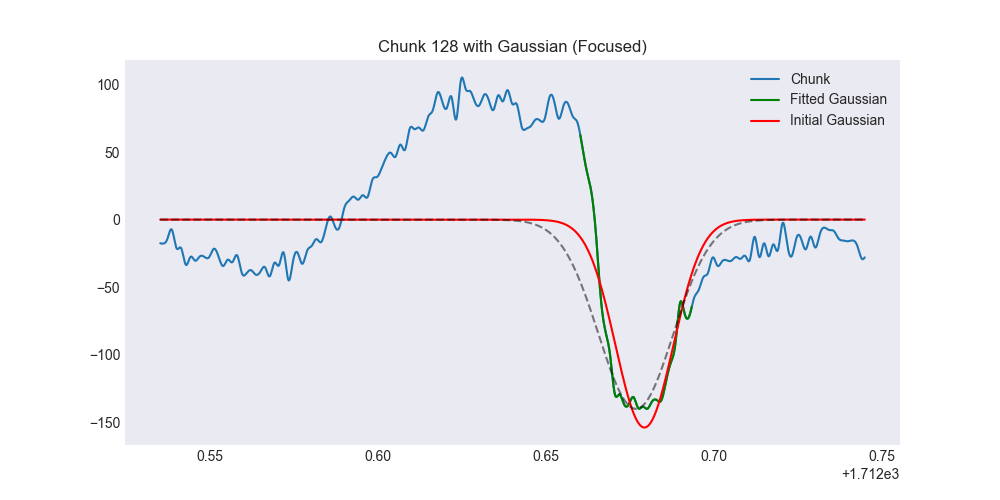 Chunk 128 with Gaussian (Focused)
Chunk
Fitted Gaussian
Initial Gaussian
100
50
0
−50
−100
−150
0.55 0.60 0.65 0.70 0.75
+1.712e3